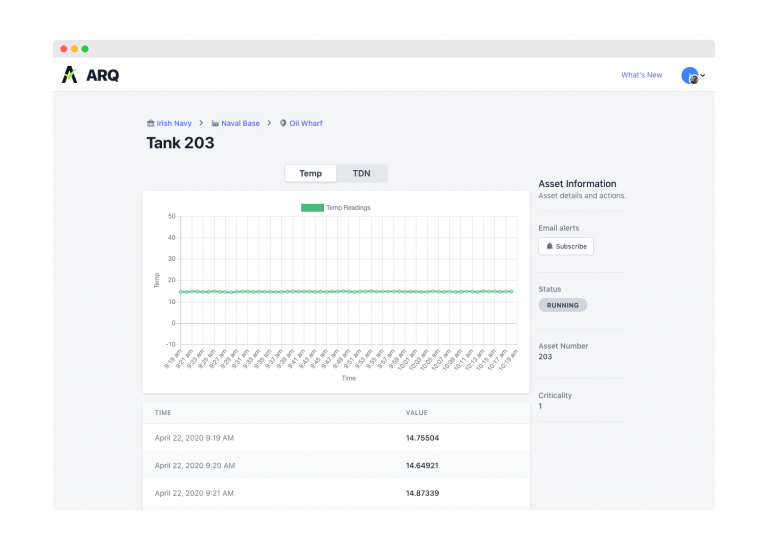 ARQ
What's New
Irish Navy > Naval Base > Oil Wharf
Tank 203
Temp TDN
Temp Readings
50
40
30
20
10
0
-10
Temp
9:19 am 9:21 am 9:23 am 9:25 am 9:27 am 9:29 am 9:31 am 9:33 am 9:35 am 9:37 am 9:39 am 9:41 am 9:43 am 9:45 am 9:47 am 9:49 am 9:51 am 9:53 am 9:55 am 9:57 am 9:59 am 10:01 am 10:03 am 10:05 am 10:07 am 10:09 am 10:11 am 10:13 am 10:15 am 10:17 am 10:19 am
Time
TIME VALUE
April 22, 2020 9:19 AM 14.75504
April 22, 2020 9:20 AM 14.64921
April 22, 2020 9:21 AM 14.87339
Asset Information
Asset details and actions.
Email alerts
Subscribe
Status
RUNNING
Asset Number
203
Criticality
1